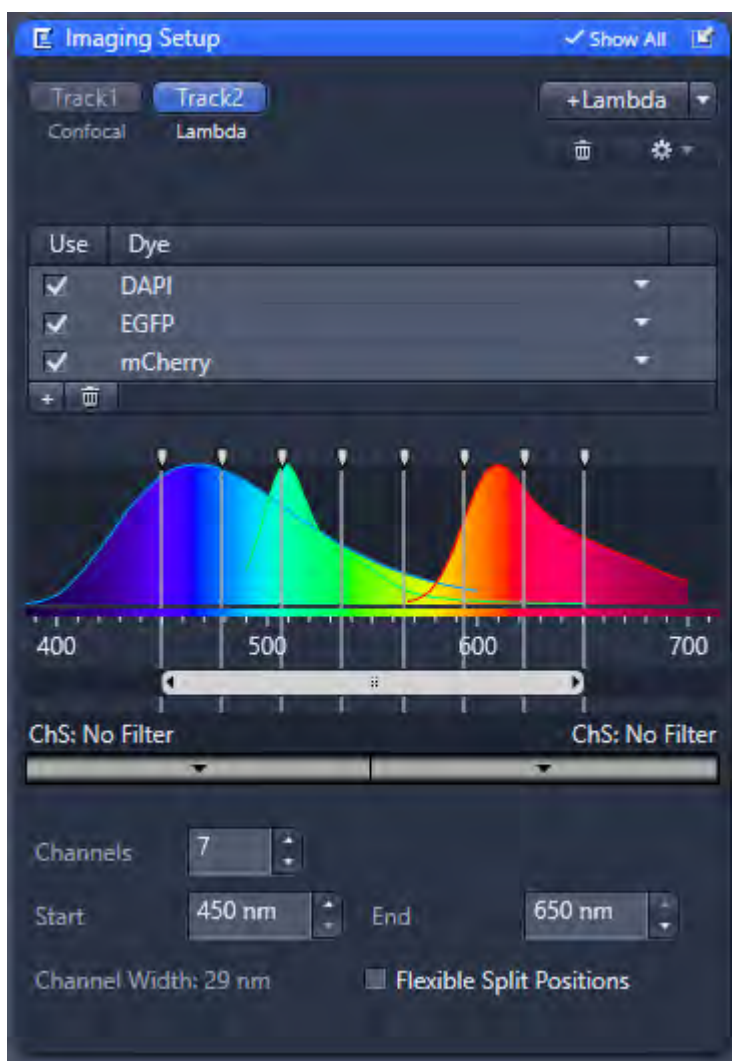 Imaging Setup Show All
Track1 Track2 +Lambda
Confocal Lambda
Use Dye
DAPI
EGFP
mCherry
+
400 500 600 700
ChS: No Filter ChS: No Filter
Channels 7
Start 450 nm End 650 nm
Channel Width: 29 nm Flexible Split Positions